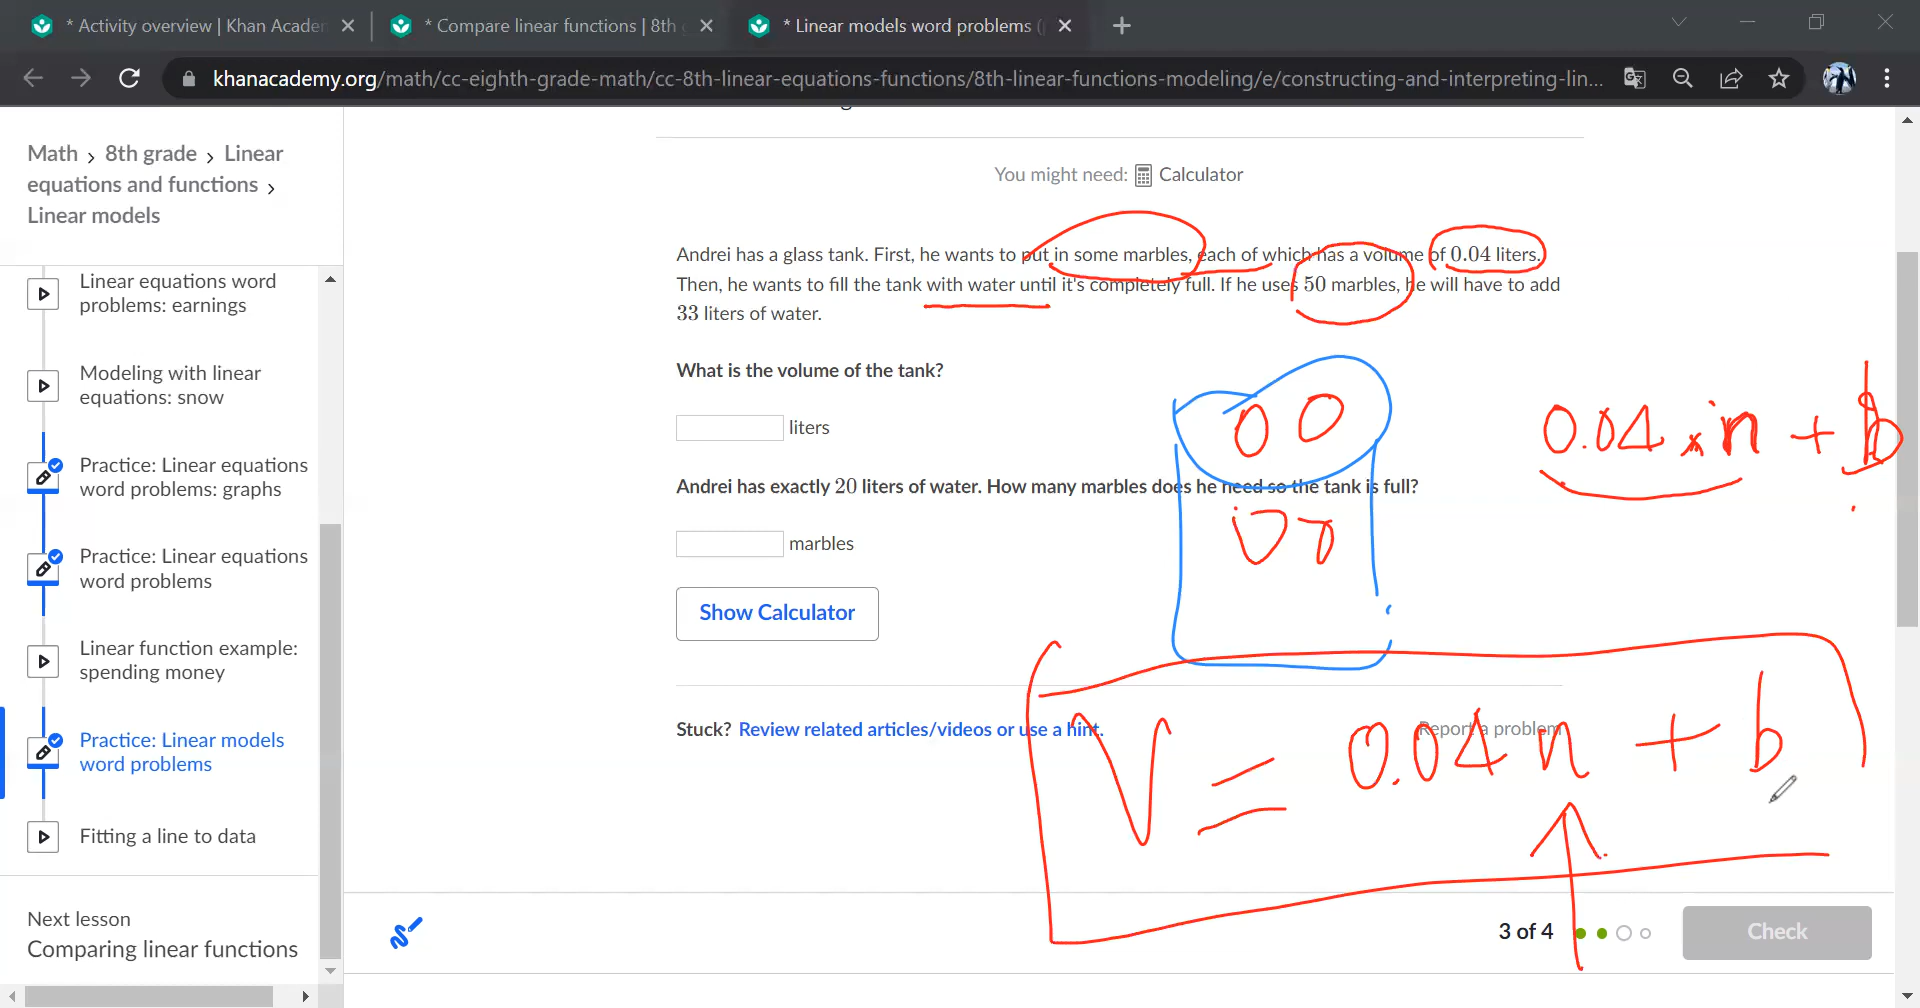 * Activity overview | Khan Academ
* Compare linear functions | 8th g
* Linear models word problems (p
khanacademy.org/math/cc-eighth-grade-math/cc-8th-linear-equations-functions/8th-linear-functions-modeling/e/constructing-and-interpreting-lin...
Math > 8th grade > Linear
equations and functions >
Linear models
Linear equations word
problems: earnings
Modeling with linear
equations: snow
Practice: Linear equations
word problems: graphs
Practice: Linear equations
word problems
Linear function example:
spending money
Practice: Linear models
word problems
Fitting a line to data
Next lesson
Comparing linear functions
You might need: Calculator
Andrei has a glass tank. First, he wants to put in some marbles, each of which has a volume of 0.04 liters.
Then, he wants to fill the tank with water until it's completely full. If he uses 50 marbles, he will have to add
33 liters of water.
What is the volume of the tank?
liters
Andrei has exactly 20 liters of water. How many marbles does he need so the tank is full?
marbles
Show Calculator
0.04 × n + b
Stuck? Review related articles/videos or use a hint.
Report a problem
V = 0.04 n + b
3 of 4
Check